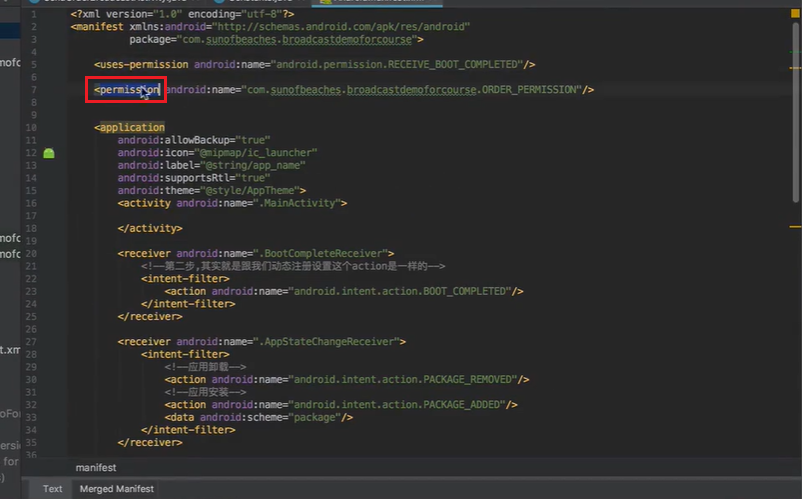 1 <?xml version="1.0" encoding="utf-8"?>
2 <manifest xmlns:android="http://schemas.android.com/apk/res/android"
3 package="com.sunofbeaches.broadcastdemoforcourse">
4
5 <uses-permission android:name="android.permission.RECEIVE_BOOT_COMPLETED"/>
6
7 <permission android:name="com.sunofbeaches.broadcastdemoforcourse.ORDER_PERMISSION"/>
8
9
10 <application
11 android:allowBackup="true"
12 android:icon="@mipmap/ic_launcher"
13 android:label="@string/app_name"
14 android:supportsRtl="true"
15 android:theme="@style/AppTheme">
16 <activity android:name=".MainActivity">
17
18 </activity>
19
20 <receiver android:name=".BootCompleteReceiver">
21 <!--第二步,其实就是跟我们动态注册设置这个action是一样的-->
22 <intent-filter>
23 <action android:name="android.intent.action.BOOT_COMPLETED"/>
24 </intent-filter>
25 </receiver>
26
27 <receiver android:name=".AppStateChangeReceiver">
28 <intent-filter>
29 <!--应用卸载-->
30 <action android:name="android.intent.action.PACKAGE_REMOVED"/>
31 <!--应用安装-->
32 <action android:name="android.intent.action.PACKAGE_ADDED"/>
33 <data android:scheme="package"/>
34 </intent-filter>
35 </receiver>
36
manifest
Text Merged Manifest